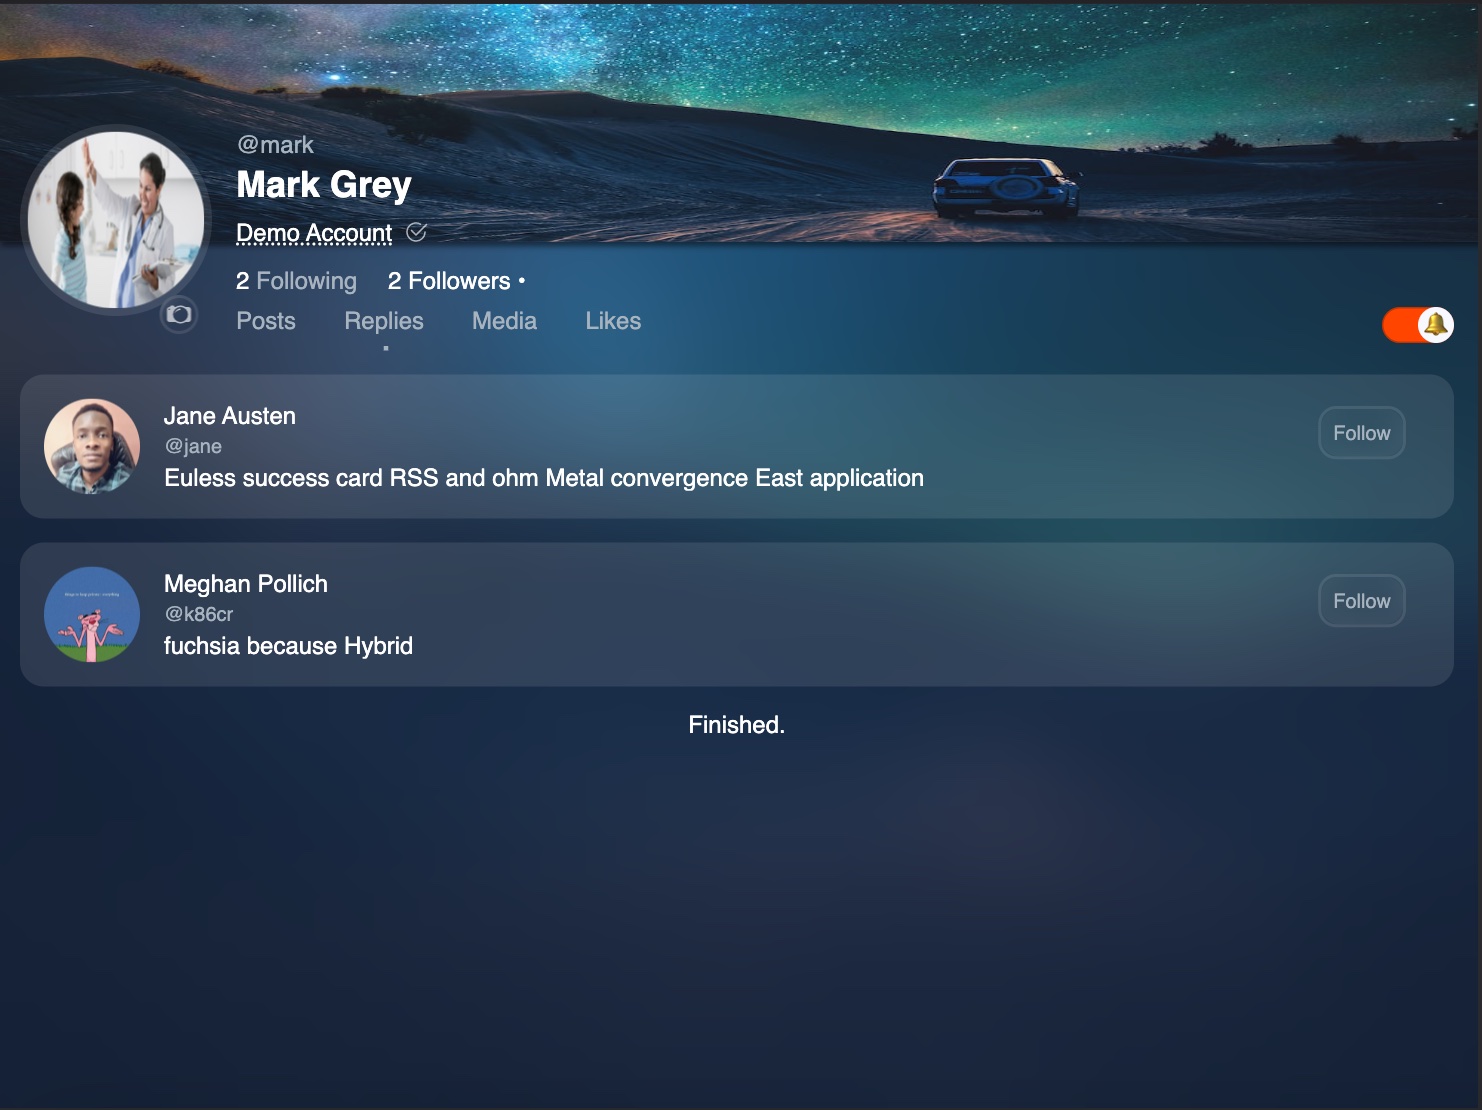 @mark
Mark Grey
Demo Account
2 Following 2 Followers •
Posts Replies Media Likes
Jane Austen
@jane
Euless success card RSS and ohm Metal convergence East application
Follow
Meghan Pollich
@k86cr
fuchsia because Hybrid
Follow
Finished.